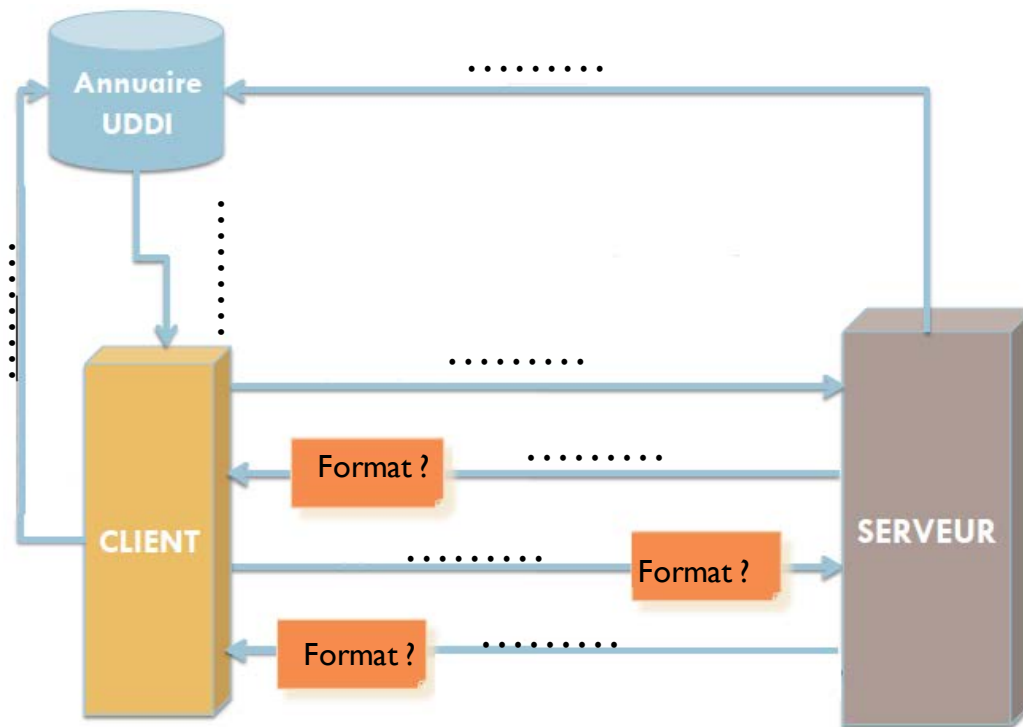 Annuaire
UDDI
.........
.........
.........
.........
Format ?
.........
CLIENT
SERVEUR
.........
Format ?
Format ?
.........